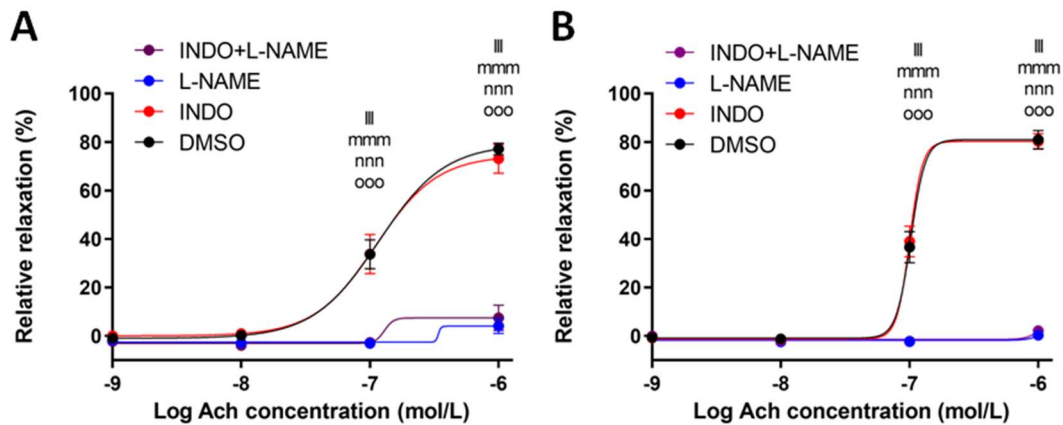 A
INDO+L-NAME
L-NAME
INDO
DMSO
lll
mmm
nnn
ooo
lll
mmm
nnn
ooo
Relative relaxation (%)
100
80
60
40
20
0
-9
-8
-7
-6
Log Ach concentration (mol/L)
B
INDO+L-NAME
L-NAME
INDO
DMSO
lll
mmm
nnn
ooo
lll
mmm
nnn
ooo
Relative relaxation (%)
100
80
60
40
20
0
-9
-8
-7
-6
Log Ach concentration (mol/L)